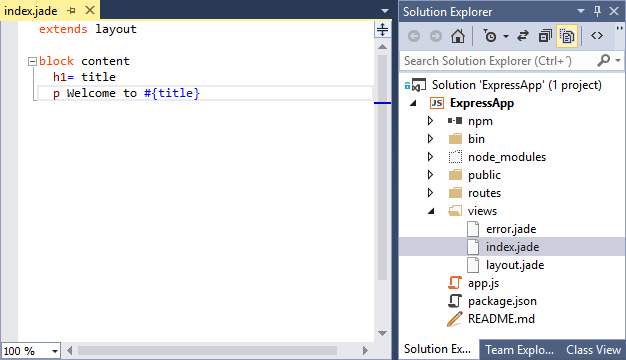 index.jade
extends layout
block content
h1= title
p Welcome to #{title}
100 %
Solution Explorer
Search Solution Explorer (Ctrl+´)
Solution 'ExpressApp' (1 project)
JS ExpressApp
npm
bin
node_modules
public
routes
views
error.jade
index.jade
layout.jade
app.js
package.json
README.md
Solution Ex... Team Explo... Class View